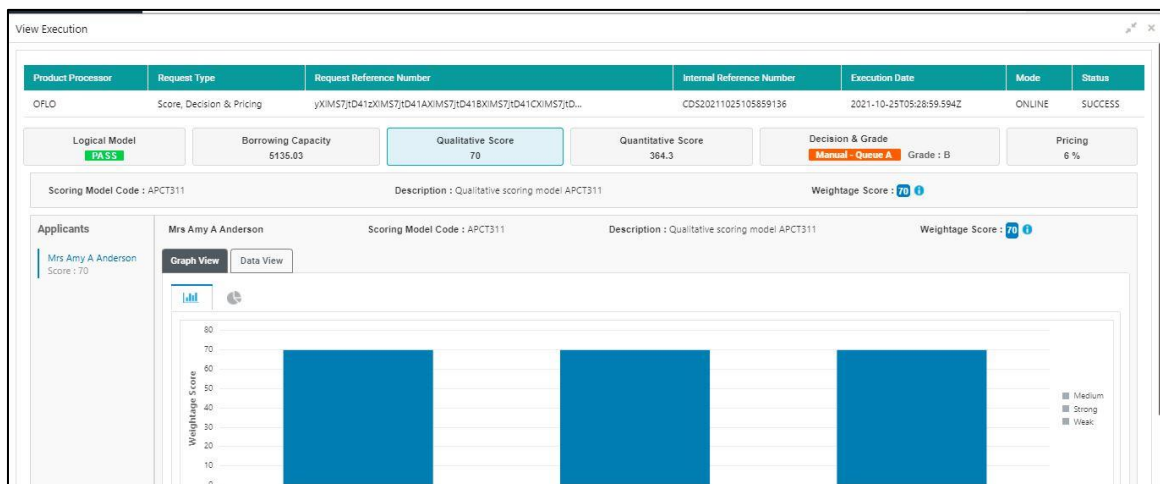 View Execution
Product Processor Request Type Request Reference Number Internal Reference Number Execution Date Mode Status
OFLO Score, Decision & Pricing yXIMS7jtD41zXIMS7jtD41AXIMS7jtD41BXIMS7jtD41CXIMS7jtD... CDS20211025105859136 2021-10-25T05:28:59.594Z ONLINE SUCCESS
Logical Model Borrowing Capacity Qualitative Score Quantitative Score Decision & Grade Pricing
PASS 5135.03 70 364.3 Manual - Queue A Grade : B 6 %
Scoring Model Code : APCT311 Description : Qualitative scoring model APCT311 Weightage Score : 70
Applicants Mrs Amy A Anderson Scoring Model Code : APCT311 Description : Qualitative scoring model APCT311 Weightage Score : 70
Mrs Amy A Anderson
Score : 70
Graph View Data View
80
70
60
50
40
30
20
10
0
Weightage Score
Medium
Strong
Weak